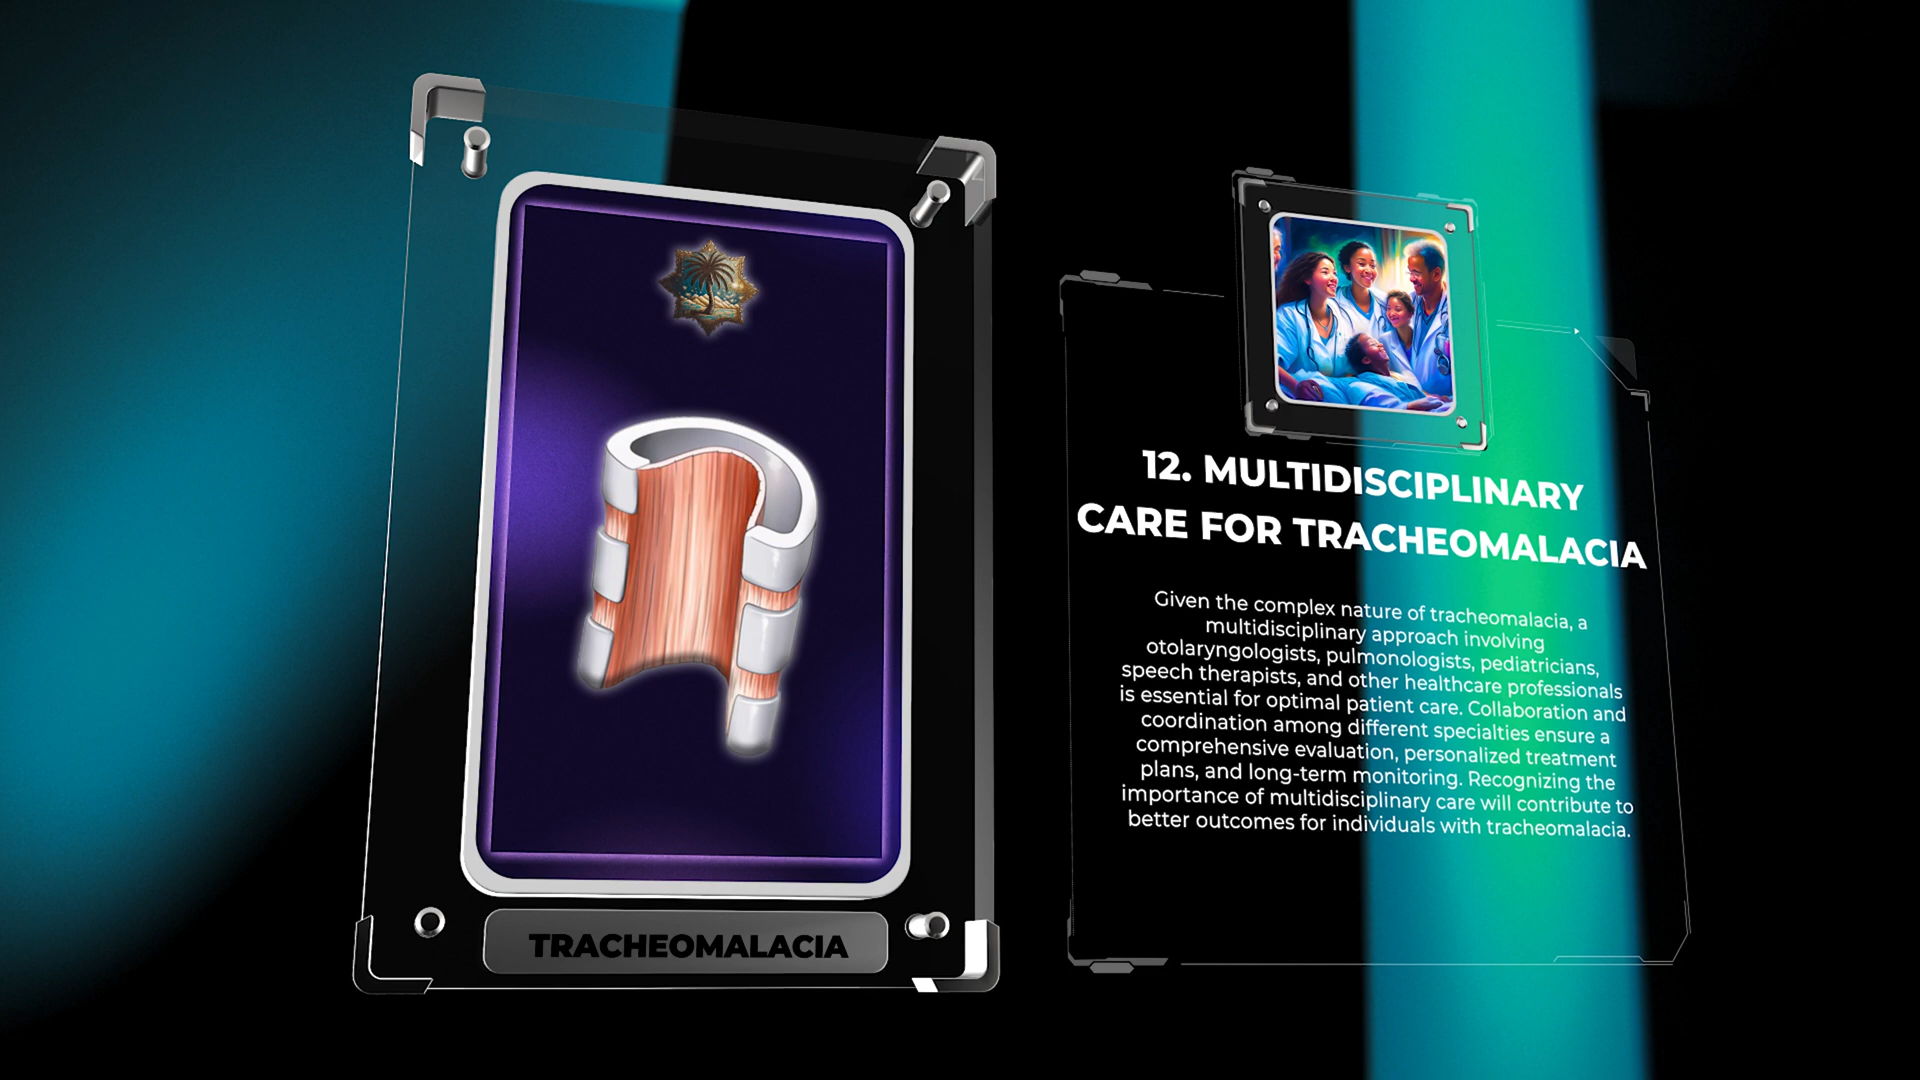 TRACHEOMALACIA
12. MULTIDISCIPLINARY
CARE FOR TRACHEOMALACIA
Given the complex nature of tracheomalacia, a
multidisciplinary approach involving
otolaryngologists, pulmonologists, pediatricians,
speech therapists, and other healthcare professionals
is essential for optimal patient care. Collaboration and
coordination among different specialties ensure a
comprehensive evaluation, personalized treatment
plans, and long-term monitoring. Recognizing the
importance of multidisciplinary care will contribute to
better outcomes for individuals with tracheomalacia.